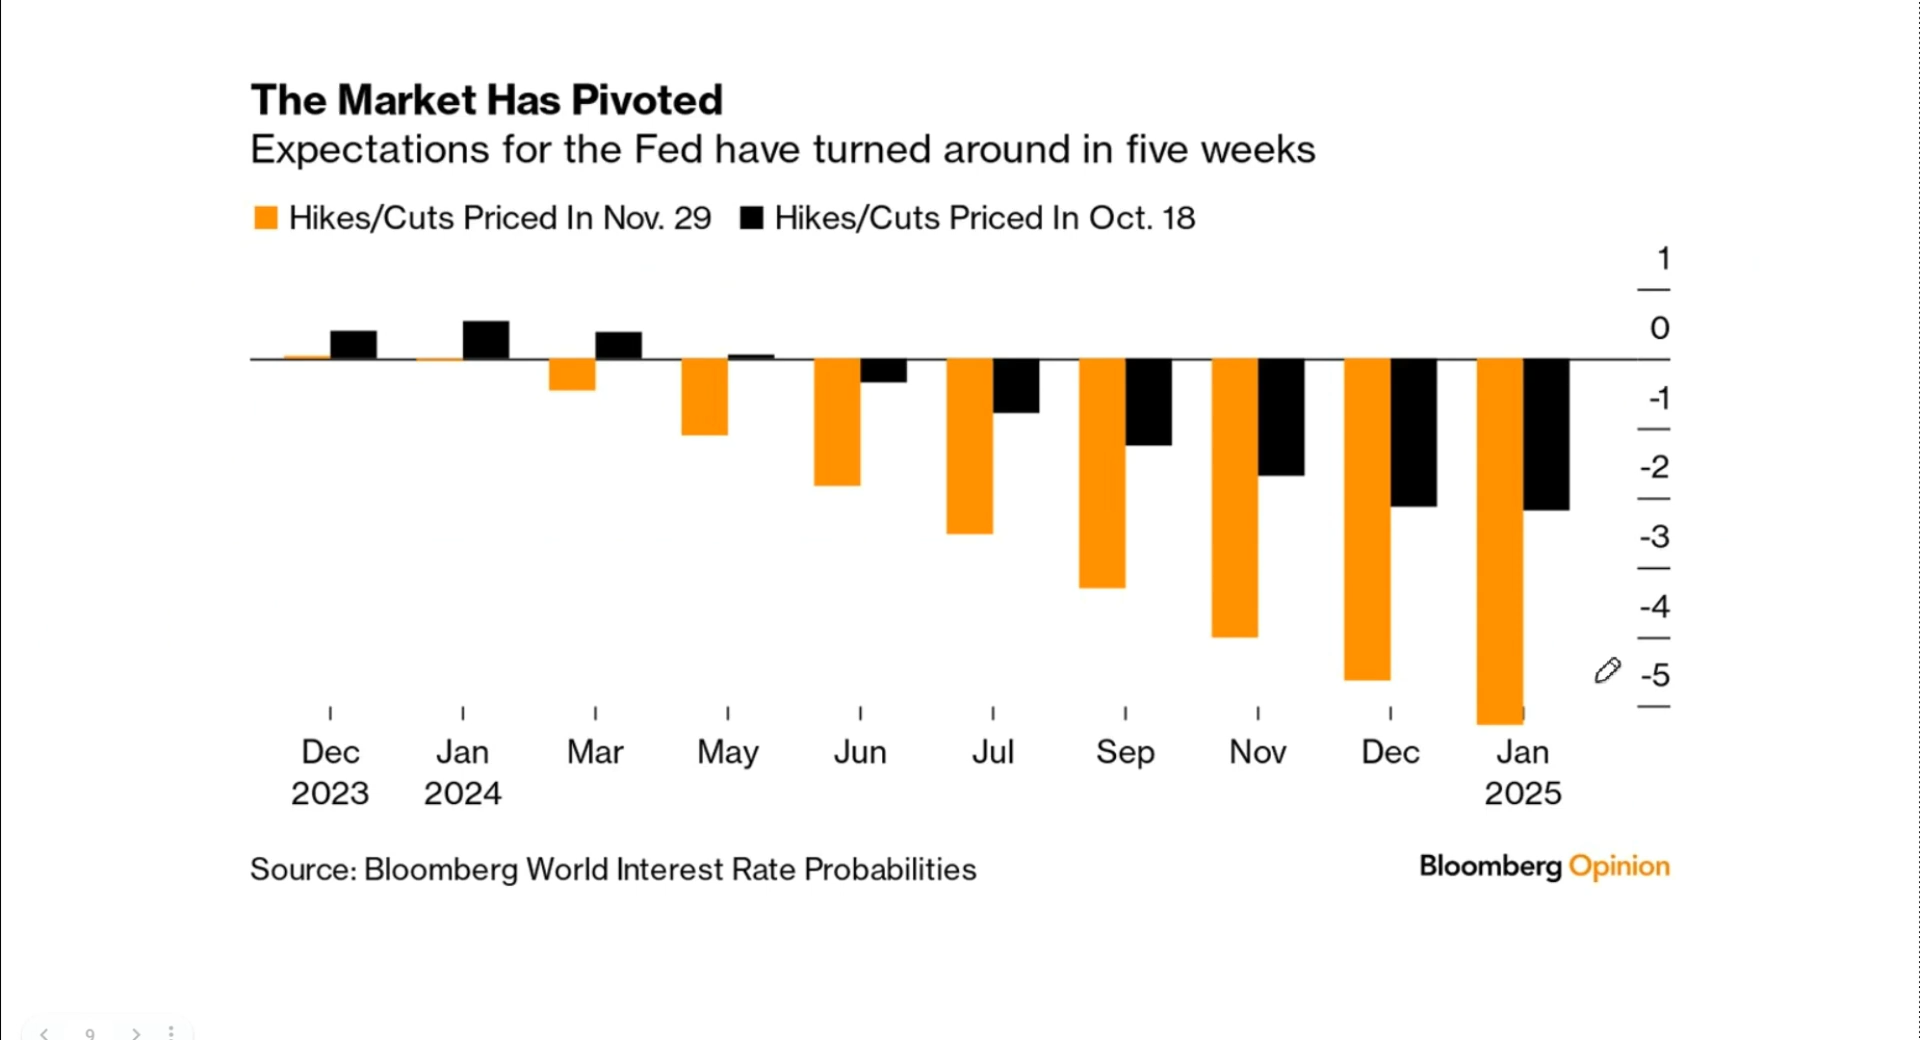 The Market Has Pivoted
Expectations for the Fed have turned around in five weeks
Hikes/Cuts Priced In Nov. 29 Hikes/Cuts Priced In Oct. 18
1
0
-1
-2
-3
-4
-5
Dec Jan Mar May Jun Jul Sep Nov Dec Jan
2023 2024 2025
Source: Bloomberg World Interest Rate Probabilities Bloomberg Opinion
9